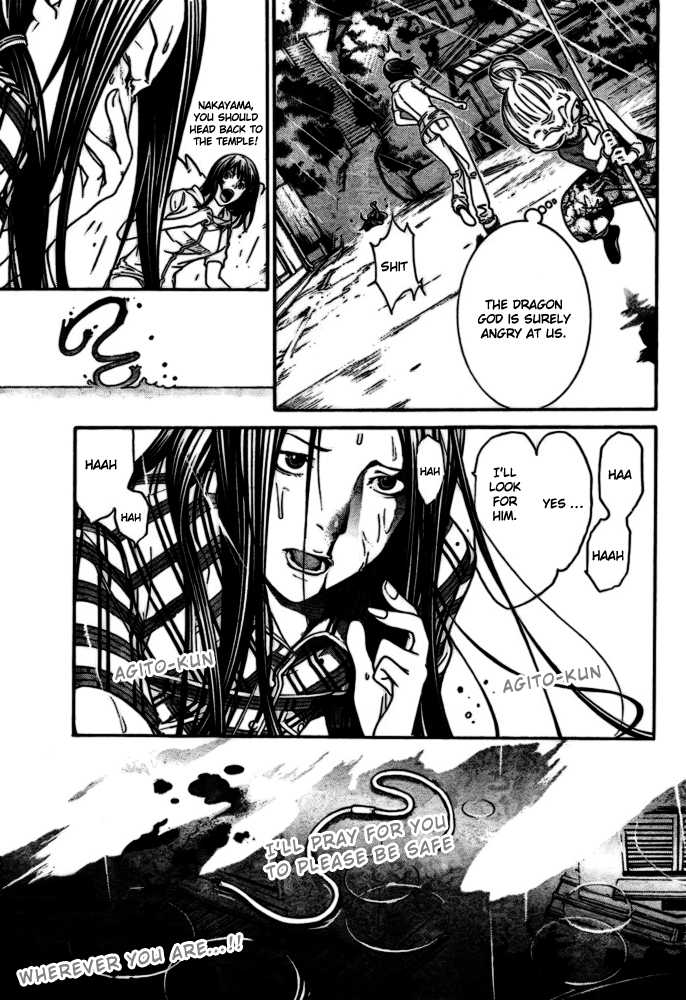 THE DRAGON
GOD IS SURELY
ANGRY AT US.
SHIT
NAKAYAMA,
YOU SHOULD
HEAD BACK TO
THE TEMPLE!
HAA
HAAH
YES ...
I'LL
LOOK
FOR
HIM.
HAH
HAAH
HAH
AGITO-KUN
AGITO-KUN
I'LL PRAY FOR YOU
TO PLEASE BE SAFE
WHEREVER YOU ARE...!!